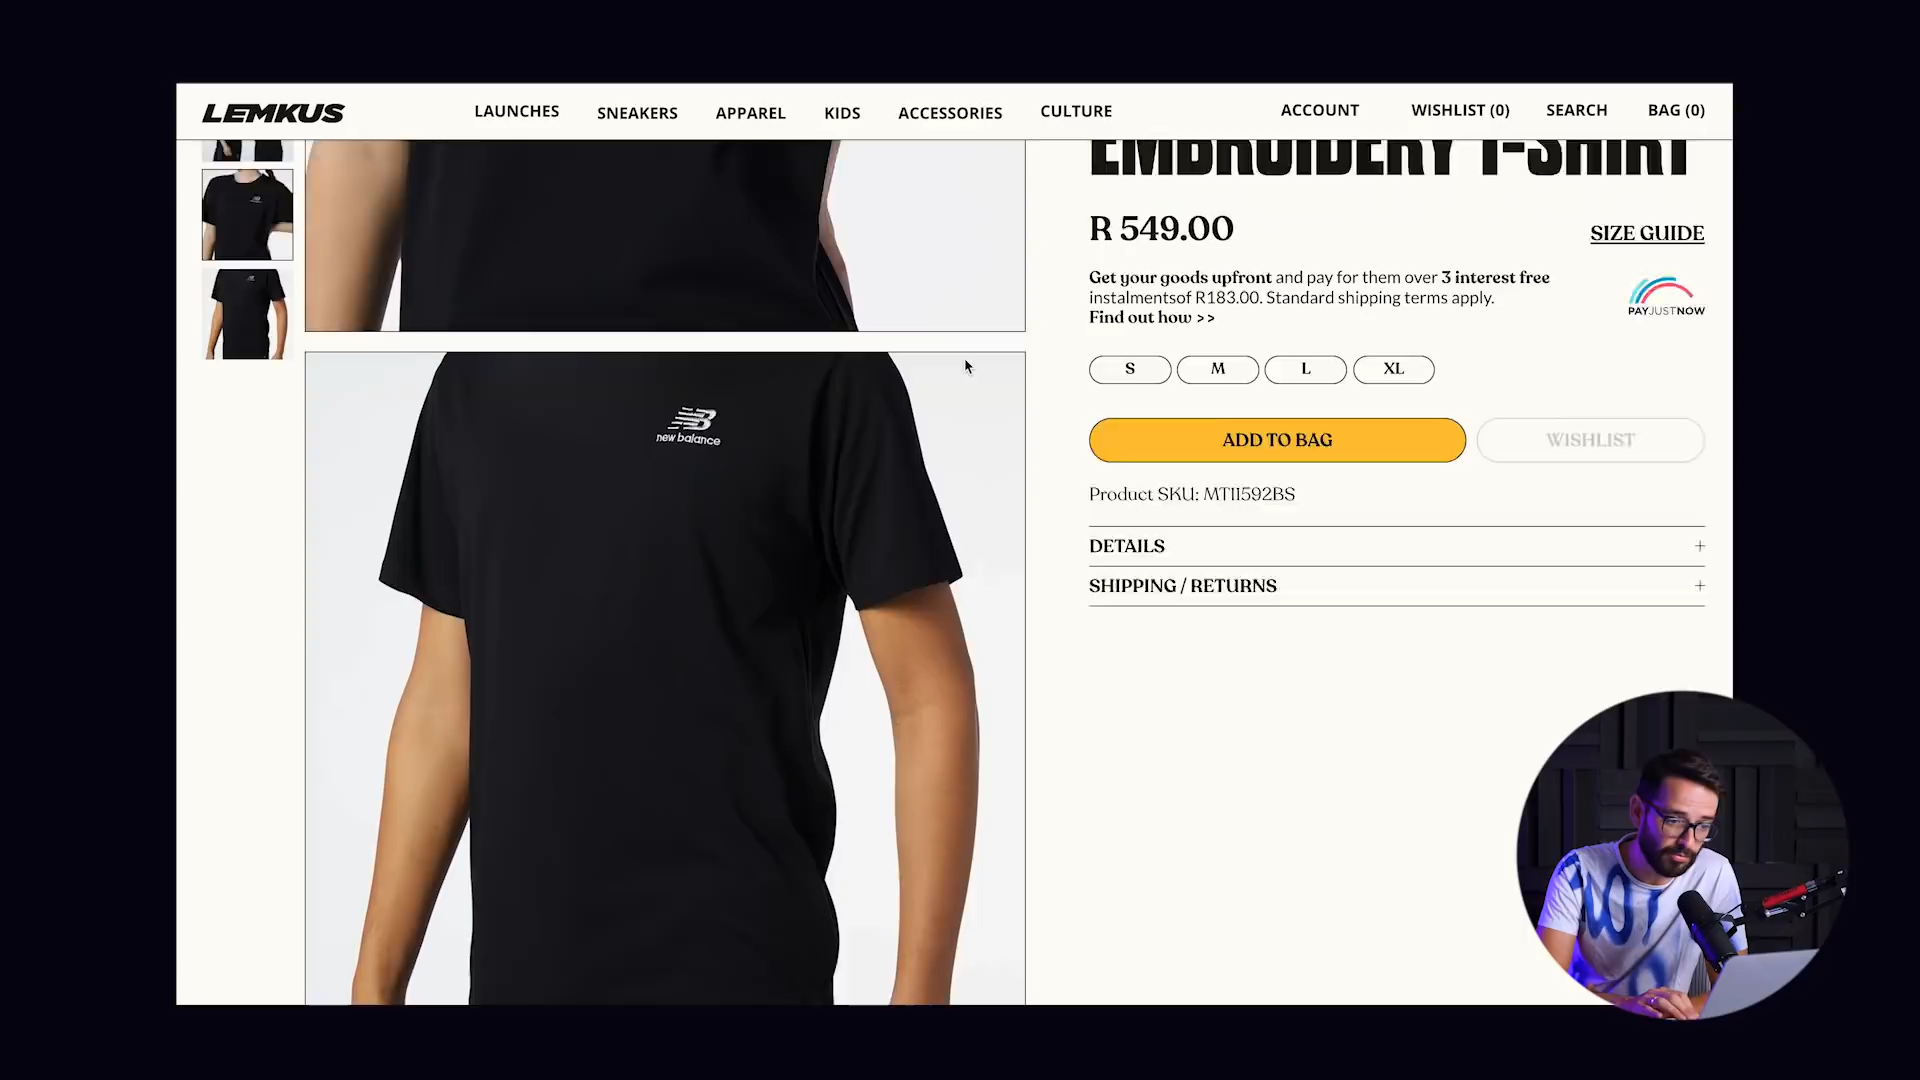 LEMKUS
LAUNCHES SNEAKERS APPAREL KIDS ACCESSORIES CULTURE
ACCOUNT WISHLIST (0) SEARCH BAG (0)
EMBROIDERY T-SHIRT
R 549.00
SIZE GUIDE
Get your goods upfront and pay for them over 3 interest free
instalmentsof R183.00. Standard shipping terms apply.
Find out how >>
PAYJUSTNOW
S M L XL
ADD TO BAG
WISHLIST
Product SKU: MT11592BS
DETAILS +
SHIPPING / RETURNS +
new balance